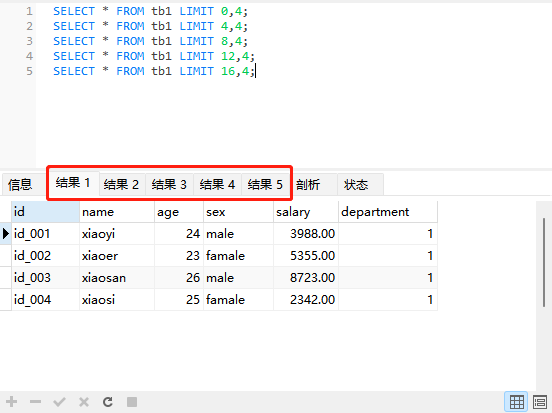 1 SELECT * FROM tb1 LIMIT 0,4;
2 SELECT * FROM tb1 LIMIT 4,4;
3 SELECT * FROM tb1 LIMIT 8,4;
4 SELECT * FROM tb1 LIMIT 12,4;
5 SELECT * FROM tb1 LIMIT 16,4;
信息 结果 1 结果 2 结果 3 结果 4 结果 5 剖析 状态
id name age sex salary department
id_001 xiaoyi 24 male 3988.00 1
id_002 xiaoer 23 famale 5355.00 1
id_003 xiaosan 26 male 8723.00 1
id_004 xiaosi 25 famale 2342.00 1